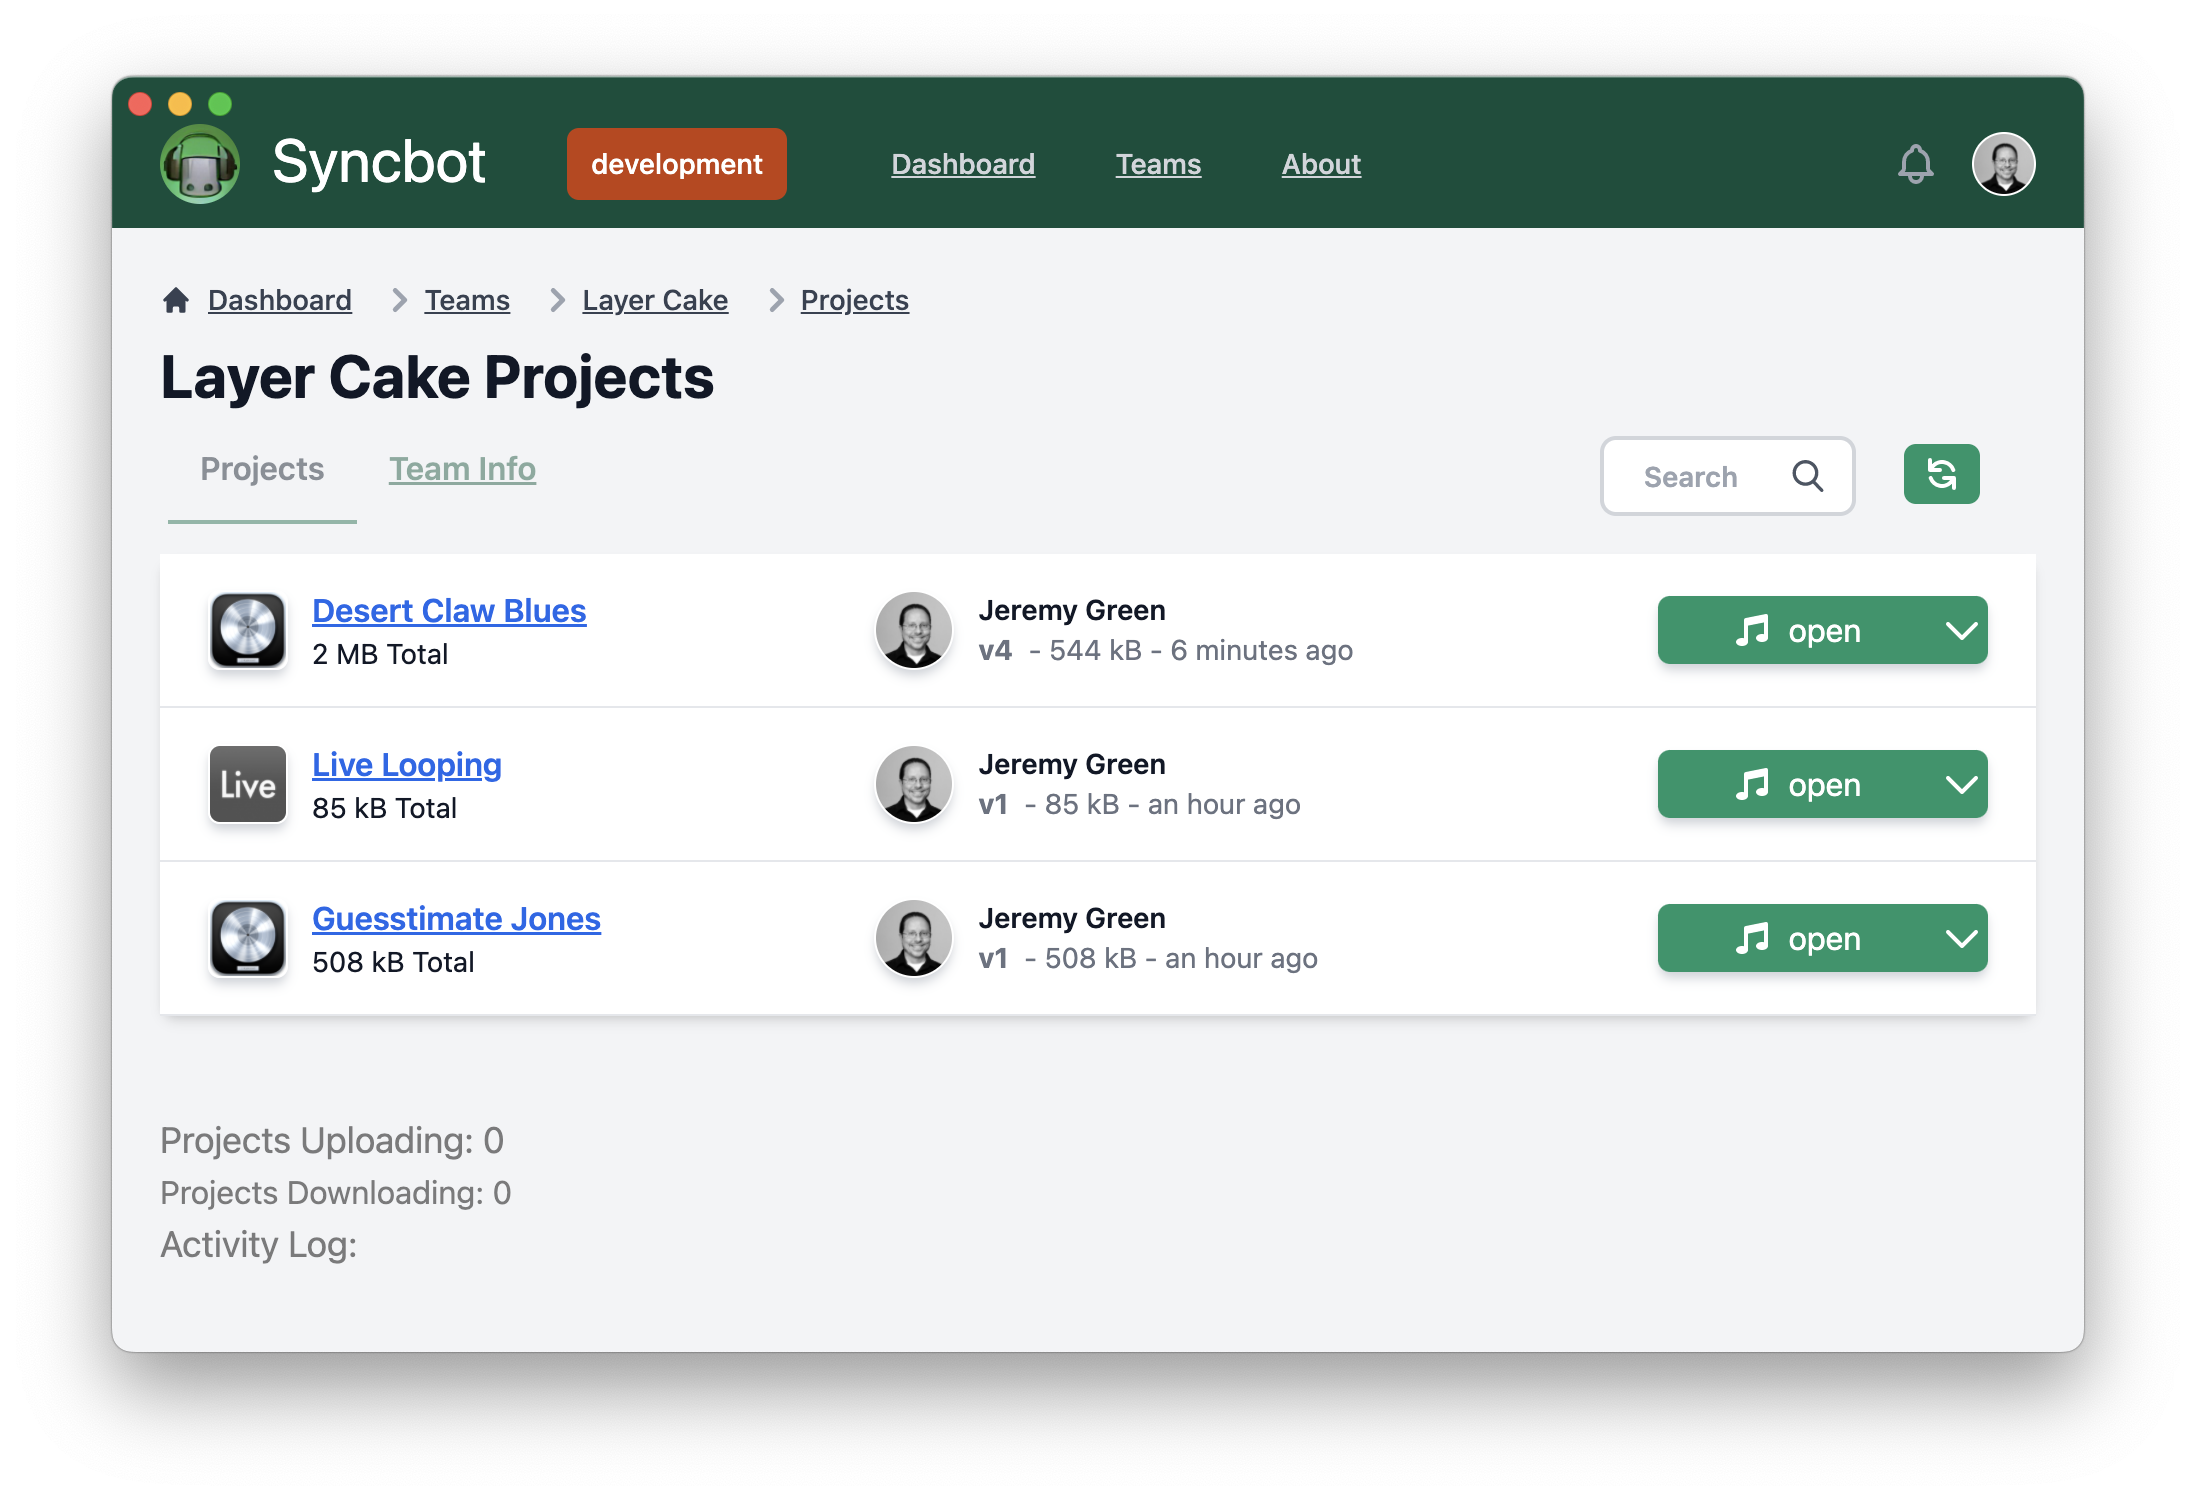 Syncbot development Dashboard Teams About
Dashboard Teams Layer Cake Projects
Layer Cake Projects
Projects Team Info Search
Desert Claw Blues
2 MB Total
Jeremy Green
v4 - 544 kB - 6 minutes ago
open
Live
Live Looping
85 kB Total
Jeremy Green
v1 - 85 kB - an hour ago
open
Guesstimate Jones
508 kB Total
Jeremy Green
v1 - 508 kB - an hour ago
open
Projects Uploading: 0
Projects Downloading: 0
Activity Log: